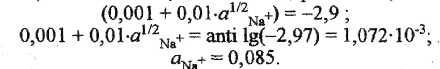 (0,001 + 0,01·a^{1/2}_{Na^+}) = –2,9 ;
0,001 + 0,01·a^{1/2}_{Na^+} = anti lg(–2,97) = 1,072·10^{-3};
a_{Na^+} = 0,085.